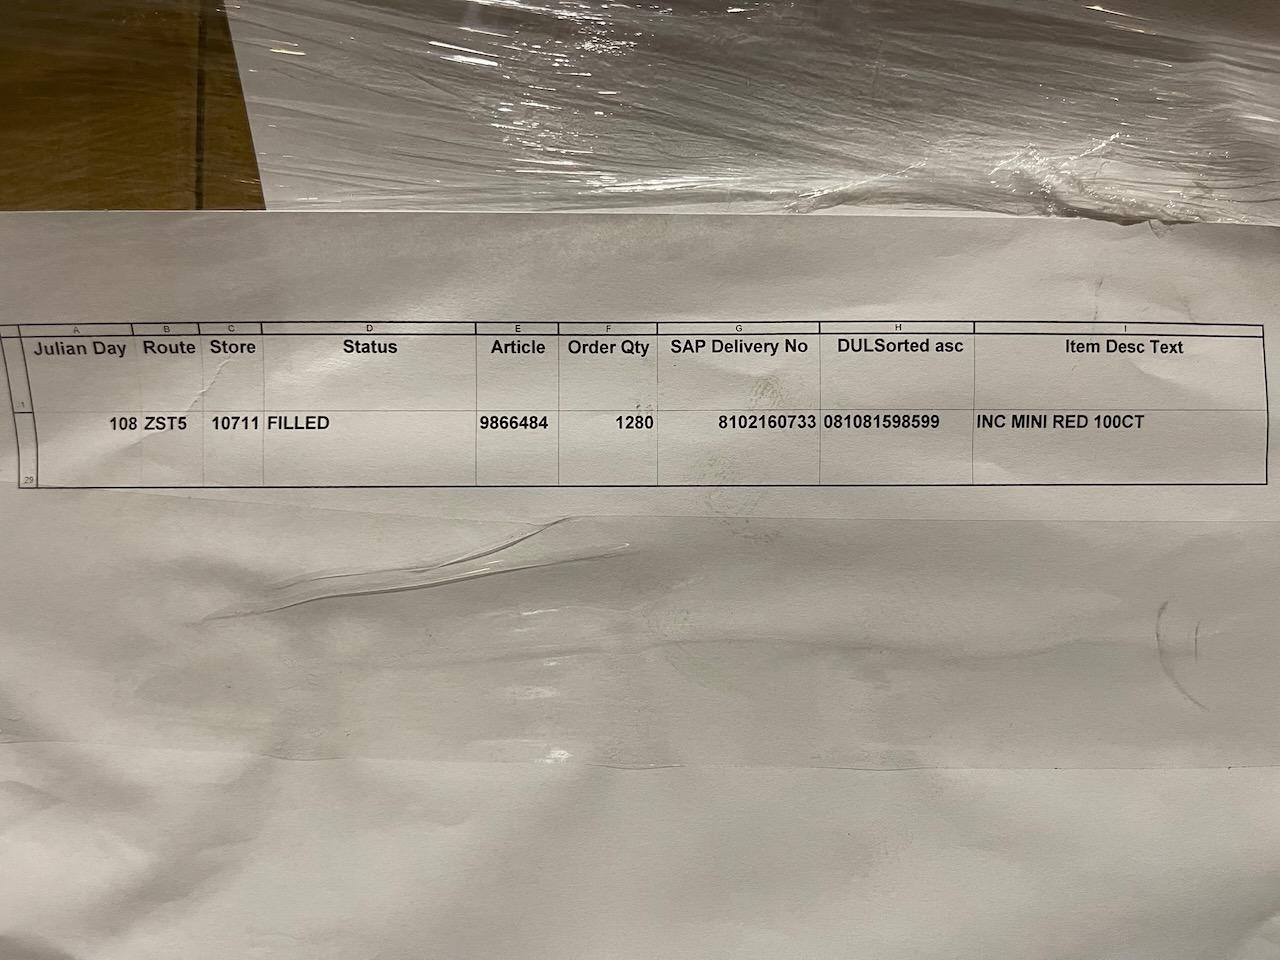 A B C D E F G H I
Julian Day Route Store Status Article Order Qty SAP Delivery No DULSorted asc Item Desc Text
1
108 ZST5 10711 FILLED 9866484 1280 8102160733 081081598599 INC MINI RED 100CT
29